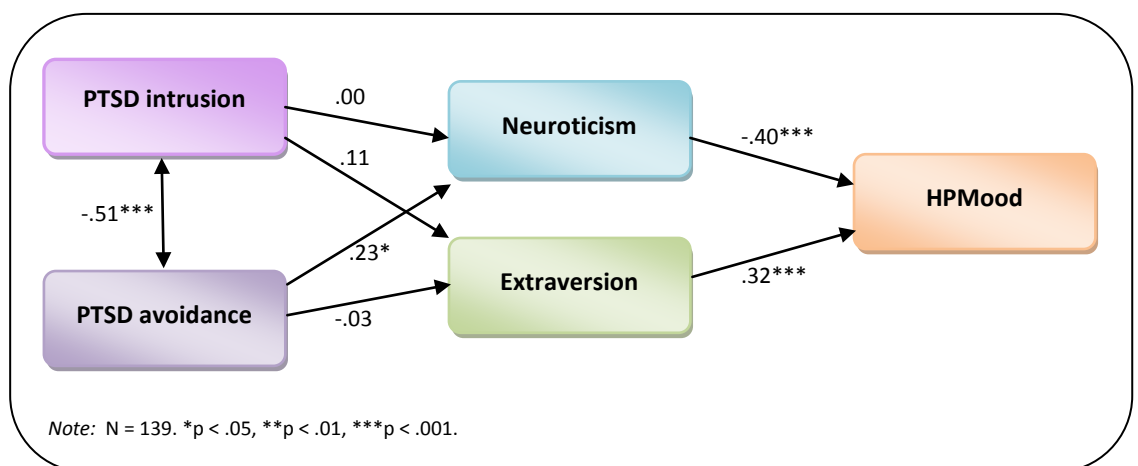 PTSD intrusion
.00
Neuroticism
-.40***
.11
HPMood
-.51***
.23*
Extraversion
.32***
PTSD avoidance
-.03
Note: N = 139. *p < .05, **p < .01, ***p < .001.